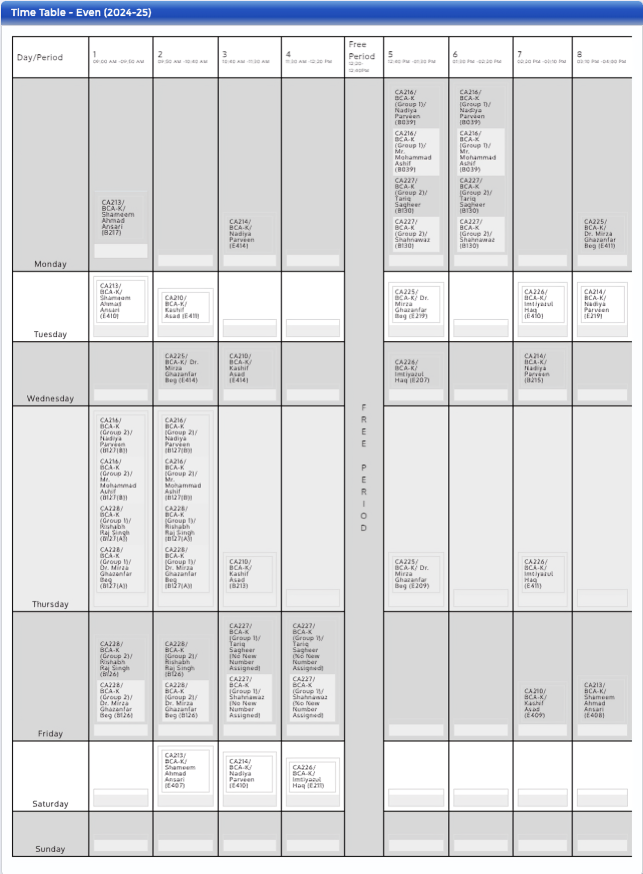 Time Table - Even (2024-25)
Day/Period
1
09:00 AM -09:50 AM
2
09:50 AM -10:40 AM
3
10:40 AM -11:30 AM
4
11:30 AM -12:20 PM
Free
Period
12:20-
12:40PM
5
12:40 PM -01:30 PM
6
01:30 PM -02:20 PM
7
02:20 PM -03:10 PM
8
03:10 PM -04:00 PM
Monday
CA213/
BCA-K/
Shameem
Ahmad
Ansari
(B217)
CA214/
BCA-K/
Nadiya
Parveen
(E414)
CA216/
BCA-K
(Group 1)/
Nadiya
Parveen
(B039)
CA216/
BCA-K
(Group 1)/
Mr.
Mohammad
Ashif
(B039)
CA227/
BCA-K
(Group 2)/
Tariq
Sagheer
(B130)
CA227/
BCA-K
(Group 2)/
Shahnawaz
(B130)
CA216/
BCA-K
(Group 1)/
Nadiya
Parveen
(B039)
CA216/
BCA-K
(Group 1)/
Mr.
Mohammad
Ashif
(B039)
CA227/
BCA-K
(Group 2)/
Tariq
Sagheer
(B130)
CA227/
BCA-K
(Group 2)/
Shahnawaz
(B130)
CA225/
BCA-K/
Dr. Mirza
Ghazanfar
Beg (E411)
Tuesday
CA213/
BCA-K/
Shameem
Ahmad
Ansari
(E410)
CA210/
BCA-K/
Kashif
Asad (E411)
CA225/
BCA-K/ Dr.
Mirza
Ghazanfar
Beg (E219)
CA226/
BCA-K/
Imtiyazul
Haq
(E410)
CA214/
BCA-K/
Nadiya
Parveen
(E219)
Wednesday
CA225/
BCA-K/ Dr.
Mirza
Ghazanfar
Beg (E414)
CA210/
BCA-K/
Kashif
Asad
(E414)
CA226/
BCA-K/
Imtiyazul
Haq (E207)
CA214/
BCA-K/
Nadiya
Parveen
(B215)
FREE PERIOD
Thursday
CA216/
BCA-K
(Group 2)/
Nadiya
Parveen
(B127(B))
CA216/
BCA-K
(Group 2)/
Mr.
Mohammad
Ashif
(B127(B))
CA228/
BCA-K
(Group 1)/
Rishabh
Raj Singh
(B127(A))
CA228/
BCA-K
(Group 1)/
Dr. Mirza
Ghazanfar
Beg
(B127(A))
CA216/
BCA-K
(Group 2)/
Nadiya
Parveen
(B127(B))
CA216/
BCA-K
(Group 2)/
Mr.
Mohammad
Ashif
(B127(B))
CA228/
BCA-K
(Group 1)/
Rishabh
Raj Singh
(B127(A))
CA228/
BCA-K
(Group 1)/
Dr. Mirza
Ghazanfar
Beg
(B127(A))
CA210/
BCA-K/
Kashif
Asad
(B213)
CA225/
BCA-K/ Dr.
Mirza
Ghazanfar
Beg (E209)
CA226/
BCA-K/
Imtiyazul
Haq
(E411)
Friday
CA228/
BCA-K
(Group 2)/
Rishabh
Raj Singh
(B126)
CA228/
BCA-K
(Group 2)/
Dr. Mirza
Ghazanfar
Beg (B126)
CA228/
BCA-K
(Group 2)/
Rishabh
Raj Singh
(B126)
CA228/
BCA-K
(Group 2)/
Dr. Mirza
Ghazanfar
Beg (B126)
CA227/
BCA-K
(Group 1)/
Tariq
Sagheer
(No New
Number
Assigned)
CA227/
BCA-K
(Group 1)/
Shahnawaz
(No New
Number
Assigned)
CA227/
BCA-K
(Group 1)/
Tariq
Sagheer
(No New
Number
Assigned)
CA227/
BCA-K
(Group 1)/
Shahnawaz
(No New
Number
Assigned)
CA210/
BCA-K/
Kashif
Asad
(E409)
CA213/
BCA-K/
Shameem
Ahmad
Ansari
(E408)
Saturday
CA213/
BCA-K/
Shameem
Ahmad
Ansari
(E407)
CA214/
BCA-K/
Nadiya
Parveen
(E410)
CA226/
BCA-K/
Imtiyazul
Haq (E211)
Sunday